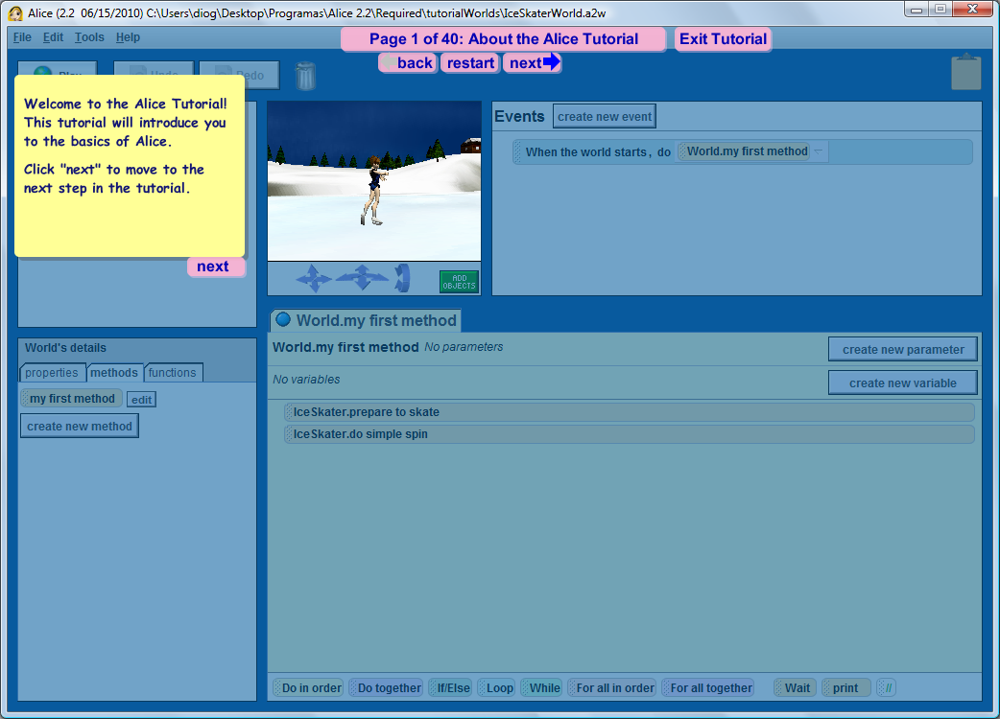 Alice (2.2 06/15/2010) C:\Users\diog\Desktop\Programas\Alice 2.2\Required\tutorialWorlds\IceSkaterWorld.a2w
File Edit Tools Help
Page 1 of 40: About the Alice Tutorial
Exit Tutorial
back restart next
Play Undo Redo
Welcome to the Alice Tutorial!
This tutorial will introduce you
to the basics of Alice.
Click "next" to move to the
next step in the tutorial.
next
ADD
OBJECTS
Events create new event
When the world starts, do World.my first method
World's details
properties methods functions
my first method edit
create new method
World.my first method
World.my first method No parameters
create new parameter
No variables
create new variable
IceSkater.prepare to skate
IceSkater.do simple spin
Do in order Do together If/Else Loop While For all in order For all together Wait print //